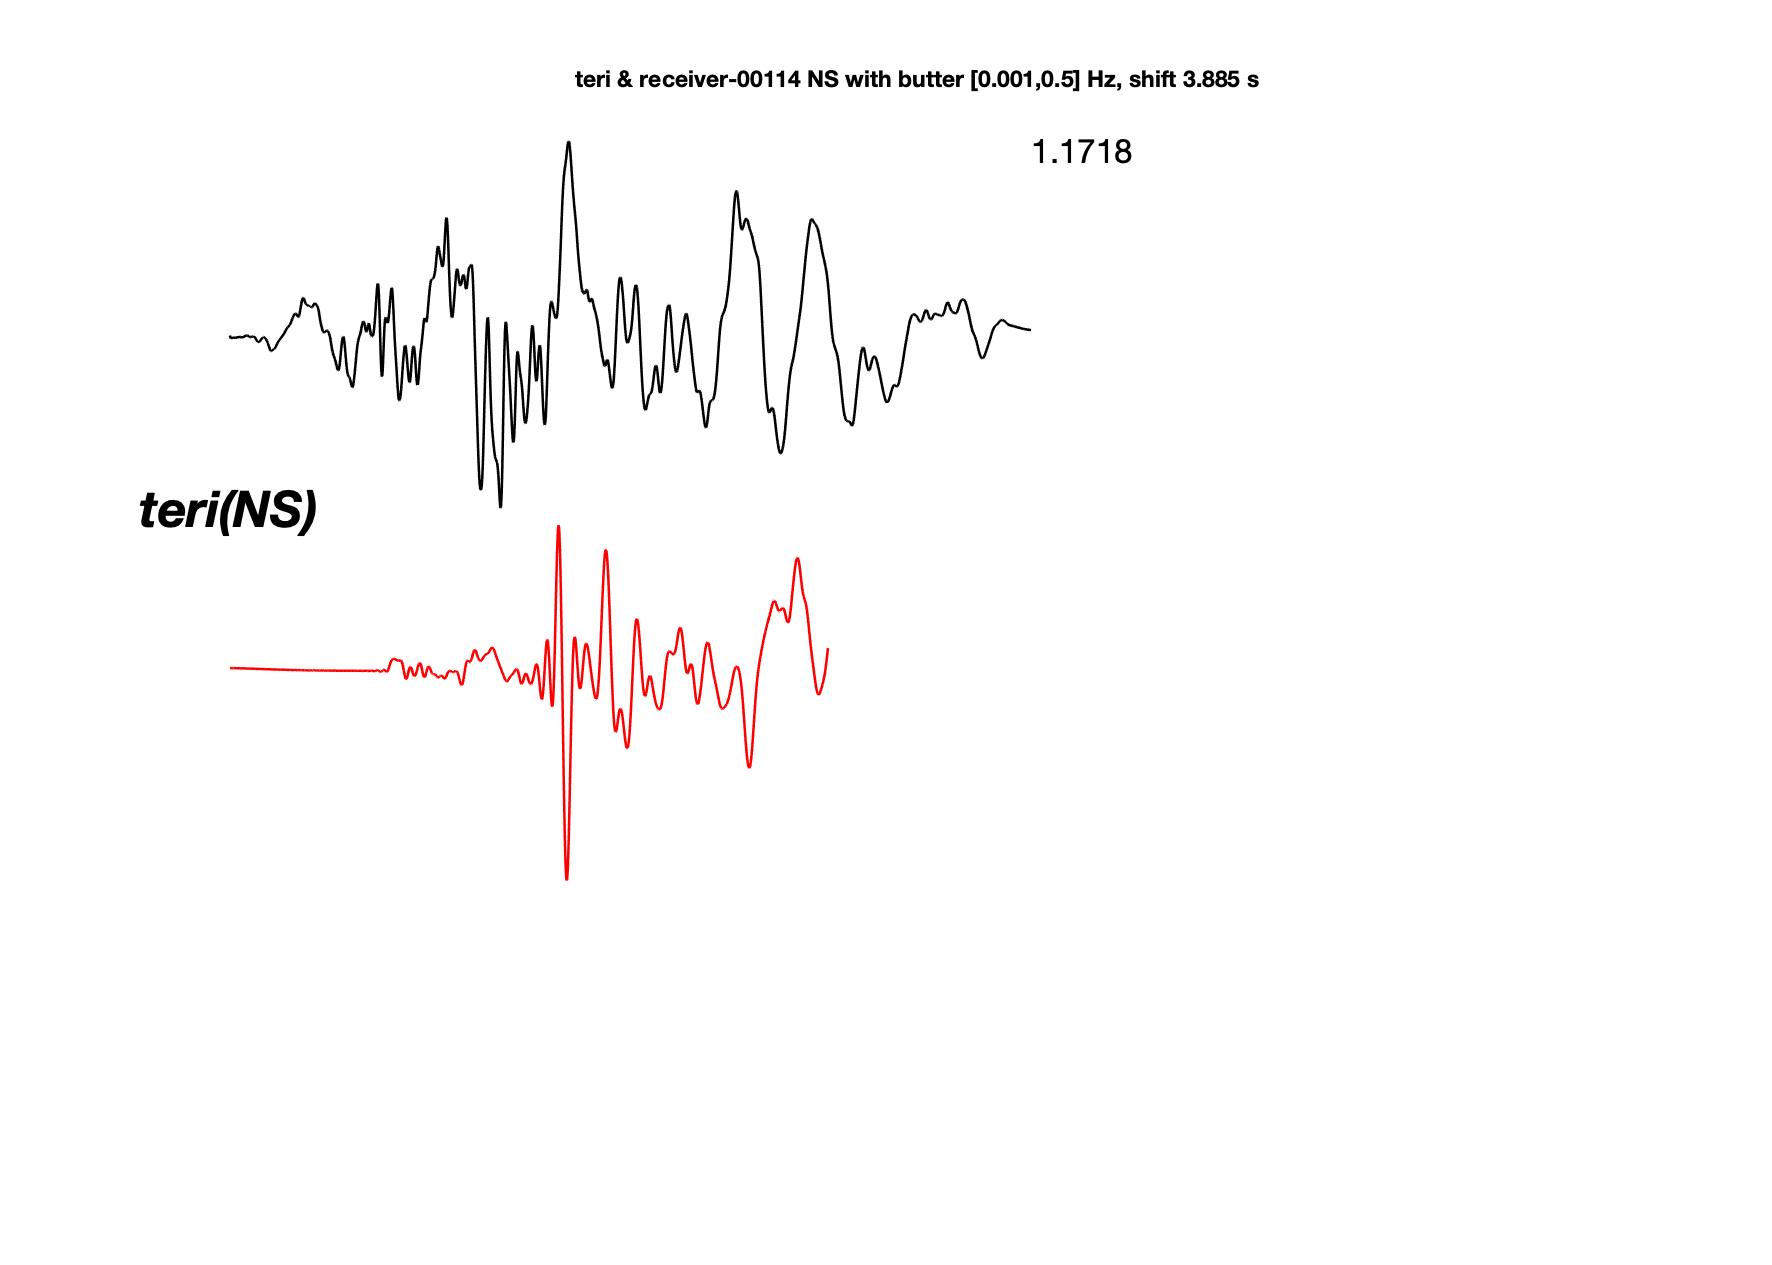 teri & receiver-00114 NS with butter [0.001,0.5] Hz, shift 3.885 s
1.1718
teri(NS)